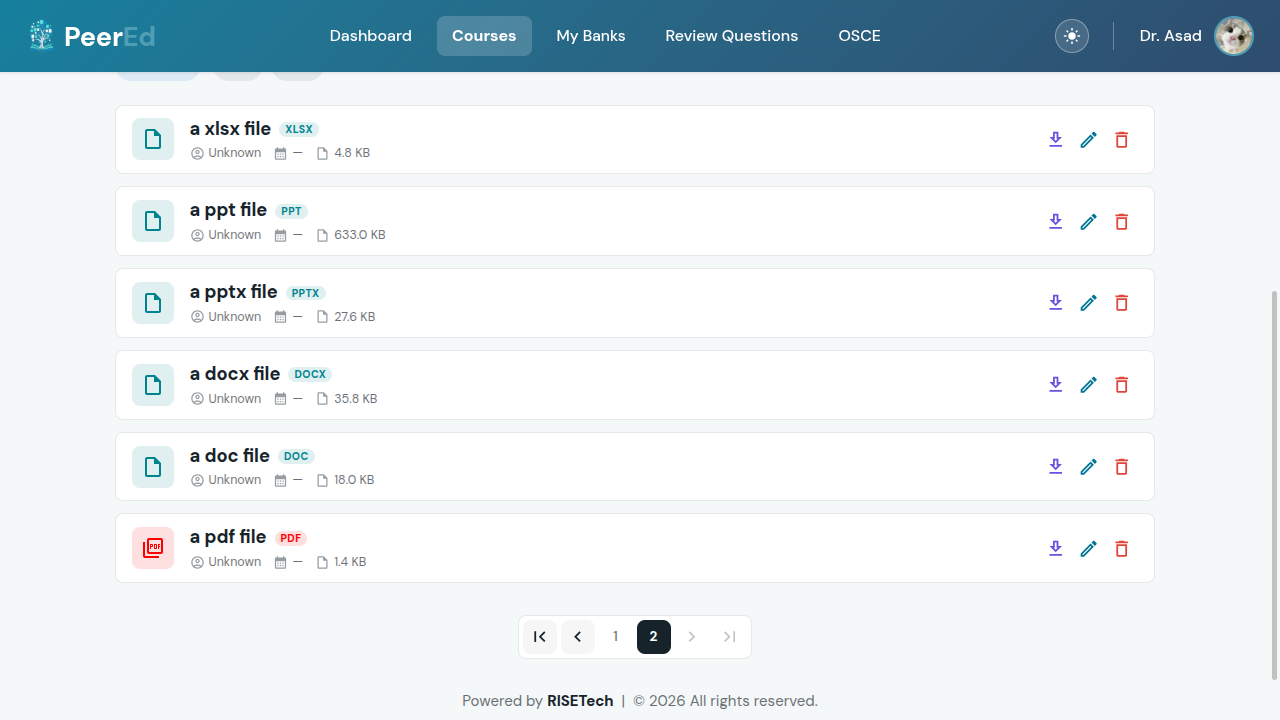 PeerEd
Dashboard
Courses
My Banks
Review Questions
OSCE
Dr. Asad
a xlsx file XLSX
Unknown — 4.8 KB
a ppt file PPT
Unknown — 633.0 KB
a pptx file PPTX
Unknown — 27.6 KB
a docx file DOCX
Unknown — 35.8 KB
a doc file DOC
Unknown — 18.0 KB
PDF
a pdf file PDF
Unknown — 1.4 KB
1 2
Powered by RISETech | © 2026 All rights reserved.